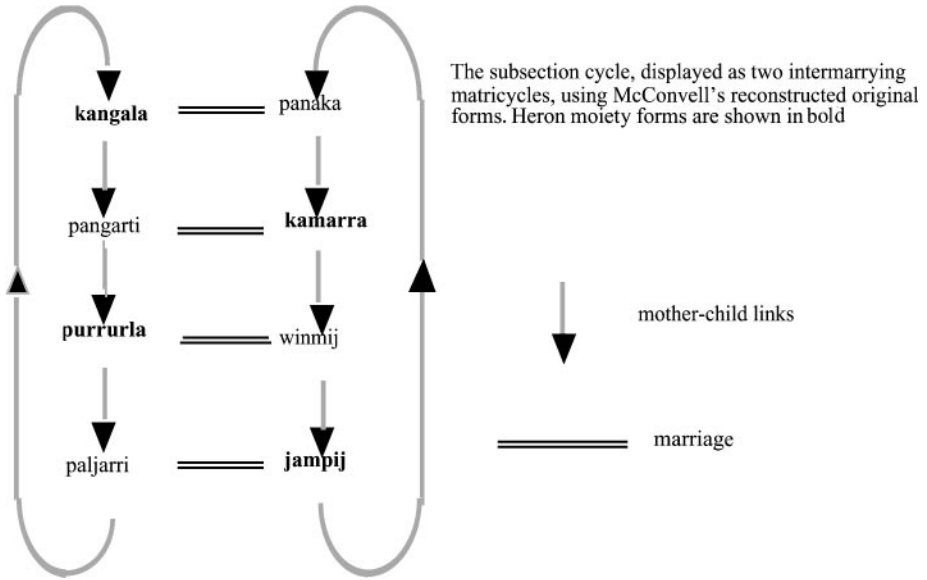 The subsection cycle, displayed as two intermarrying
matricycles, using McConvell's reconstructed original
forms. Heron moiety forms are shown in bold
kangala panaka
pangarti kamarra
purrurla winmij
paljarri jampij
mother-child links
marriage